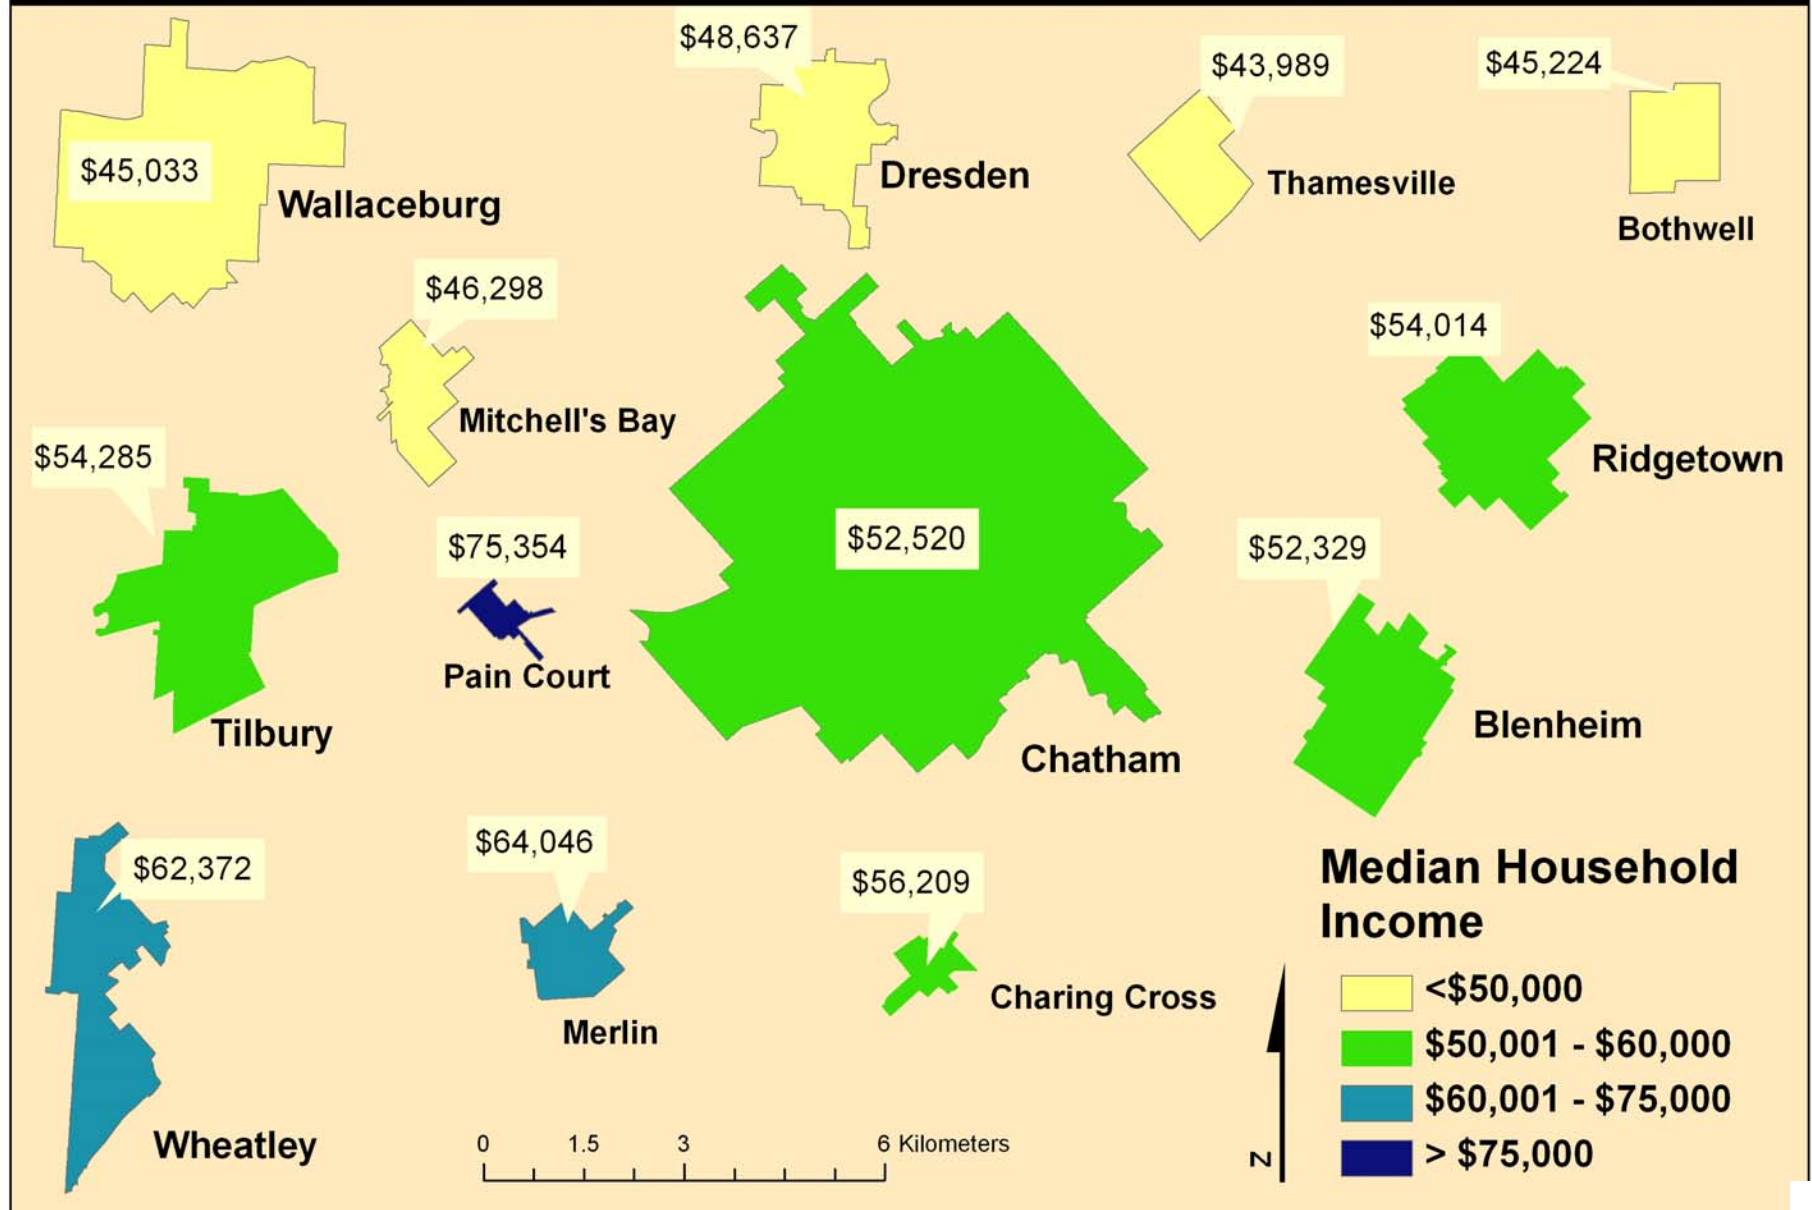 $48,637
$43,989
$45,224
$45,033
Wallaceburg
Dresden
Thamesville
Bothwell
$46,298
Mitchell's Bay
$54,014
Ridgetown
$54,285
Tilbury
$75,354
Pain Court
$52,520
Chatham
$52,329
Blenheim
$62,372
Wheatley
$64,046
Merlin
$56,209
Charing Cross
Median Household
Income
<$50,000
$50,001 - $60,000
$60,001 - $75,000
> $75,000
N
0 1.5 3 6 Kilometers